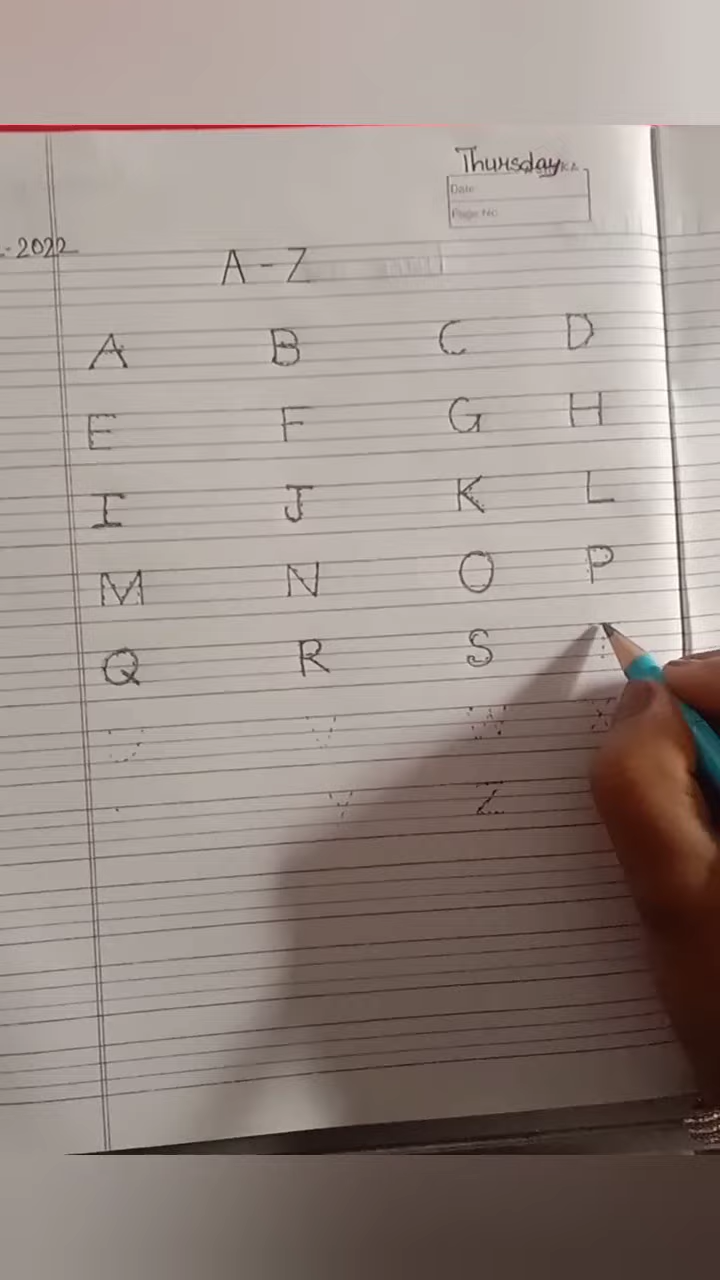 Thursday
Date
Page No
-2022
A-Z
A B C D
E F G H
I J K L
M N O P
Q R S T
U V W X
Y Z